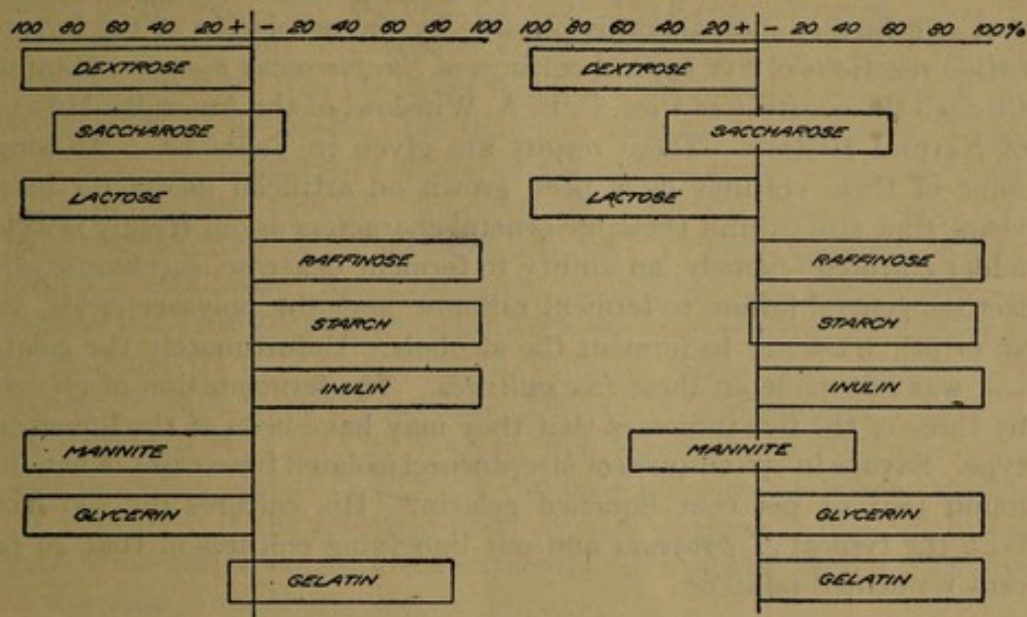 100 80 60 40 20 + − 20 40 60 80 100
DEXTROSE
SACCHAROSE
LACTOSE
RAFFINOSE
STARCH
INULIN
MANNITE
GLYCERIN
GELATIN
100 80 60 40 20 + − 20 40 60 80 100%
DEXTROSE
SACCHAROSE
LACTOSE
RAFFINOSE
STARCH
INULIN
MANNITE
GLYCERIN
GELATIN